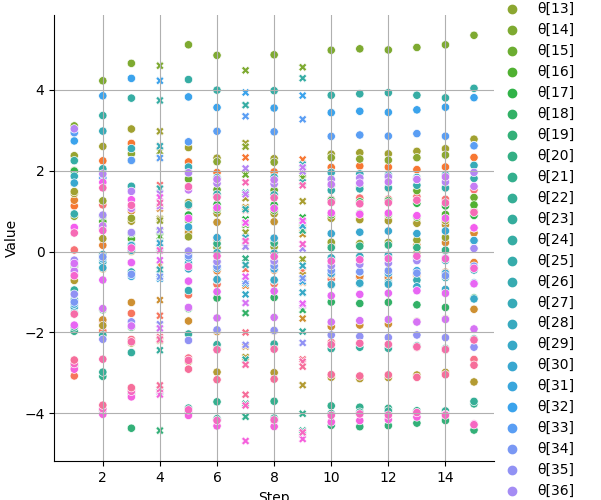 Value
4
2
0
−2
−4
2
4
6
8
10
12
14
Step
θ[13]
θ[14]
θ[15]
θ[16]
θ[17]
θ[18]
θ[19]
θ[20]
θ[21]
θ[22]
θ[23]
θ[24]
θ[25]
θ[26]
θ[27]
θ[28]
θ[29]
θ[30]
θ[31]
θ[32]
θ[33]
θ[34]
θ[35]
θ[36]